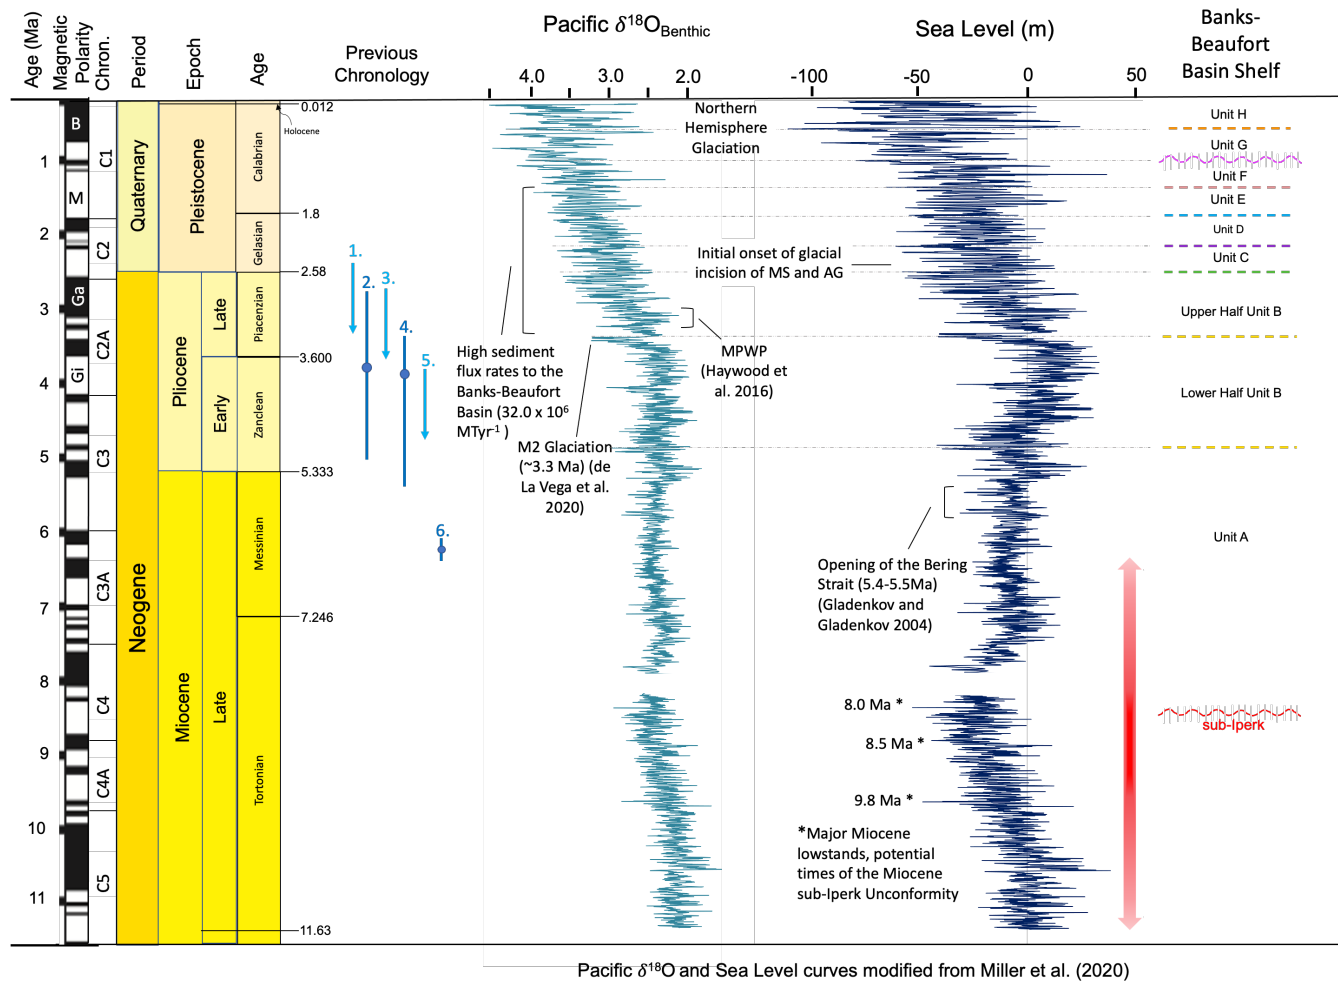 Age (Ma)
Magnetic
Polarity
Chron.
Period
Epoch
Age
Previous
Chronology
Pacific δ¹⁸O Benthic
Sea Level (m)
Banks-
Beaufort
Basin Shelf
4.0 3.0 2.0
-100 -50 0 50
1
2
3
4
5
6
7
8
9
10
11
B
M
Ga
Gi
C1
C2
C2A
C3
C3A
C4
C4A
C5
Quaternary
Neogene
Pleistocene
Pliocene
Miocene
Late
Early
Late
Calabrian
Gelasian
Piacenzian
Zanclean
Messinian
Tortonian
0.012
Holocene
1.8
2.58
3.600
5.333
7.246
11.63
1.
2.
3.
4.
5.
6.
Northern
Hemisphere
Glaciation
High sediment
flux rates to the
Banks-Beaufort
Basin (32.0 x 10⁶
MTyr⁻¹ )
M2 Glaciation
(~3.3 Ma) (de
La Vega et al.
2020)
MPWP
(Haywood et
al. 2016)
Initial onset of glacial
incision of MS and AG
Opening of the Bering
Strait (5.4-5.5Ma)
(Gladenkov and
Gladenkov 2004)
8.0 Ma *
8.5 Ma *
9.8 Ma *
*Major Miocene
lowstands, potential
times of the Miocene
sub-Iperk Unconformity
Unit H
Unit G
Unit F
Unit E
Unit D
Unit C
Upper Half Unit B
Lower Half Unit B
Unit A
sub-Iperk
Pacific δ¹⁸O and Sea Level curves modified from Miller et al. (2020)